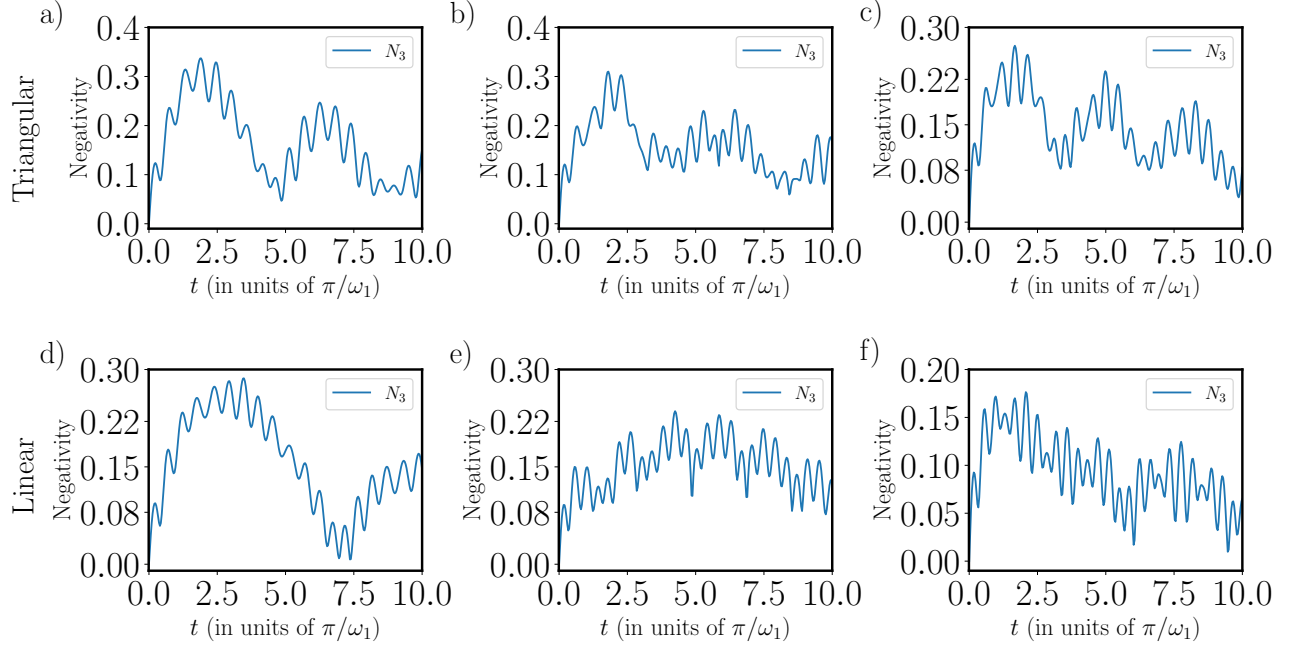 a)
b)
c)
Triangular
Negativity
0.4
0.3
0.2
0.1
0.0
N3
0.0 2.5 5.0 7.5 10.0
t (in units of π/ω1)
Negativity
0.4
0.3
0.2
0.1
0.0
N3
0.0 2.5 5.0 7.5 10.0
t (in units of π/ω1)
Negativity
0.30
0.22
0.15
0.08
0.00
N3
0.0 2.5 5.0 7.5 10.0
t (in units of π/ω1)
d)
e)
f)
Linear
Negativity
0.30
0.22
0.15
0.08
0.00
N3
0.0 2.5 5.0 7.5 10.0
t (in units of π/ω1)
Negativity
0.30
0.22
0.15
0.08
0.00
N3
0.0 2.5 5.0 7.5 10.0
t (in units of π/ω1)
Negativity
0.20
0.15
0.10
0.05
0.00
N3
0.0 2.5 5.0 7.5 10.0
t (in units of π/ω1)